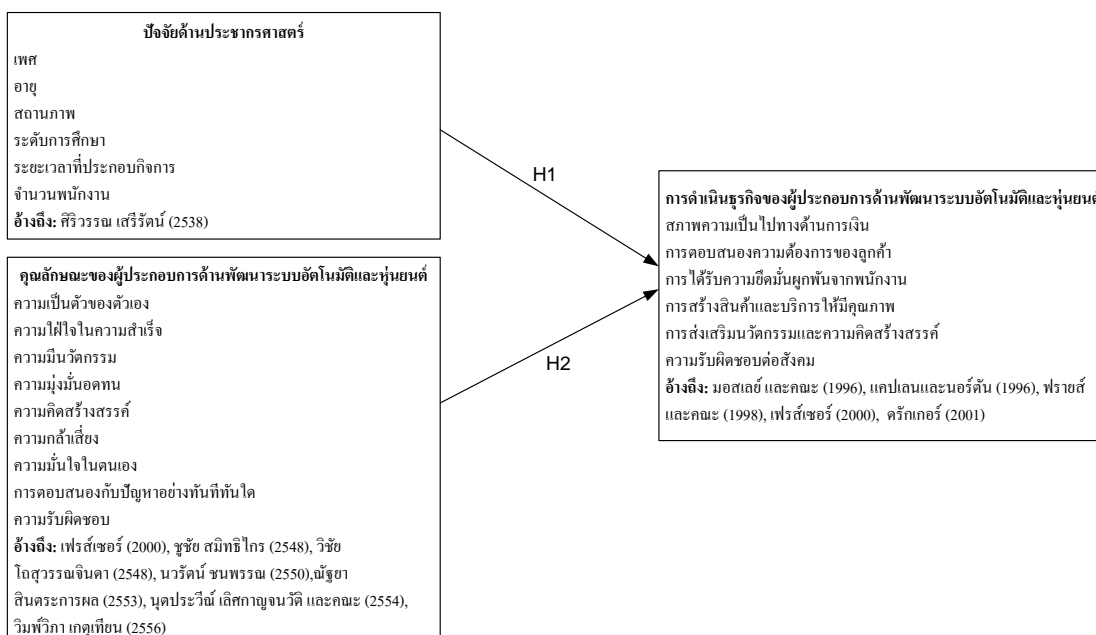 ปัจจัยด้านประชากรศาสตร์
เพศ
อายุ
สถานภาพ
ระดับการศึกษา
ระยะเวลาที่ประกอบกิจการ
จำนวนพนักงาน
อ้างถึง: ศิริวรรณ เสรีรัตน์ (2538)
คุณลักษณะของผู้ประกอบการด้านพัฒนาระบบอัตโนมัติและหุ่นยนต์
ความเป็นตัวของตัวเอง
ความใฝ่ใจในความสำเร็จ
ความมีนวัตกรรม
ความมุ่งมั่นอดทน
ความคิดสร้างสรรค์
ความกล้าเสี่ยง
ความมั่นใจในตนเอง
การตอบสนองกับปัญหาอย่างทันทีทันใด
ความรับผิดชอบ
อ้างถึง: เฟรส์เซอร์ (2000), ชูชัย สมิทธิไกร (2548), วิชัย
โถสุวรรณจินดา (2548), นวรัตน์ ชนพรรณ (2550),ณัฐยา
สินตระการผล (2553), นุตประวีณ์ เลิศกาญจนวัติ และคณะ (2554),
วิมพ์วิภา เกตุเทียน (2556)
H1
H2
การดำเนินธุรกิจของผู้ประกอบการด้านพัฒนาระบบอัตโนมัติและหุ่นยนต์
สภาพความเป็นไปทางด้านการเงิน
การตอบสนองความต้องการของลูกค้า
การได้รับความยึดมั่นผูกพันจากพนักงาน
การสร้างสินค้าและบริการให้มีคุณภาพ
การส่งเสริมนวัตกรรมและความคิดสร้างสรรค์
ความรับผิดชอบต่อสังคม
อ้างถึง: มอสเลย์ และคณะ (1996), แคปเลนและนอร์ตัน (1996), ฟรายส์
และคณะ (1998), เฟรส์เซอร์ (2000), ดรักเกอร์ (2001)